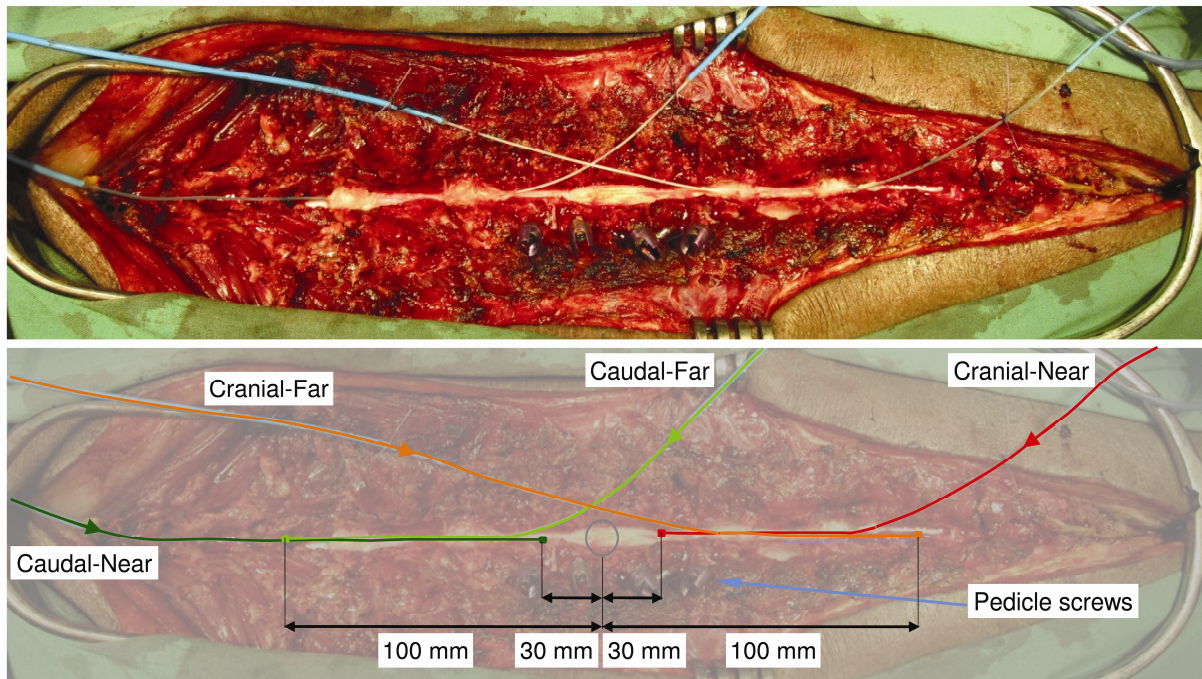 Cranial-Far
Caudal-Far
Cranial-Near
Caudal-Near
Pedicle screws
100 mm
30 mm
30 mm
100 mm